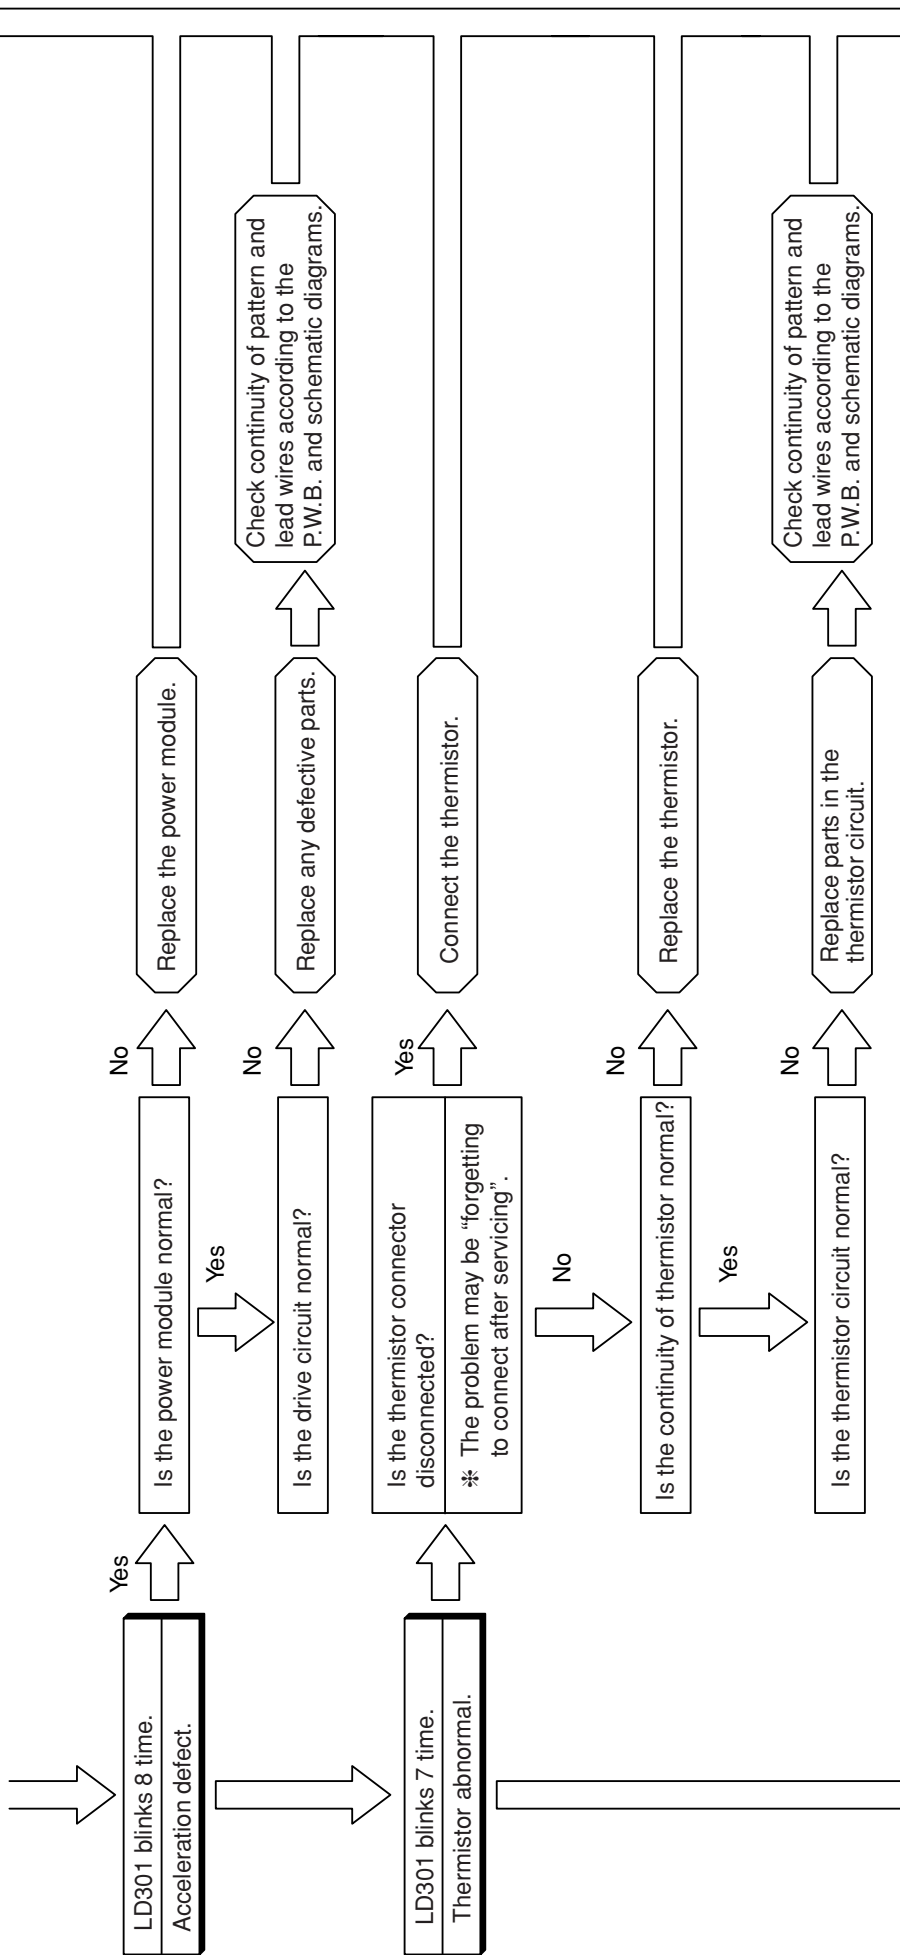 LD301 blinks 8 time.
Acceleration defect.
Yes
Is the power module normal?
No
Replace the power module.
Yes
Is the drive circuit normal?
No
Replace any defective parts.
Check continuity of pattern and
lead wires according to the
P.W.B. and schematic diagrams.
LD301 blinks 7 time.
Thermistor abnormal.
Is the thermistor connector
disconnected?
❇ The problem may be “forgetting
to connect after servicing”.
Yes
Connect the thermistor.
No
Is the continuity of thermistor normal?
No
Replace the thermistor.
Yes
Is the thermistor circuit normal?
No
Replace parts in the
thermistor circuit.
Check continuity of pattern and
lead wires according to the
P.W.B. and schematic diagrams.